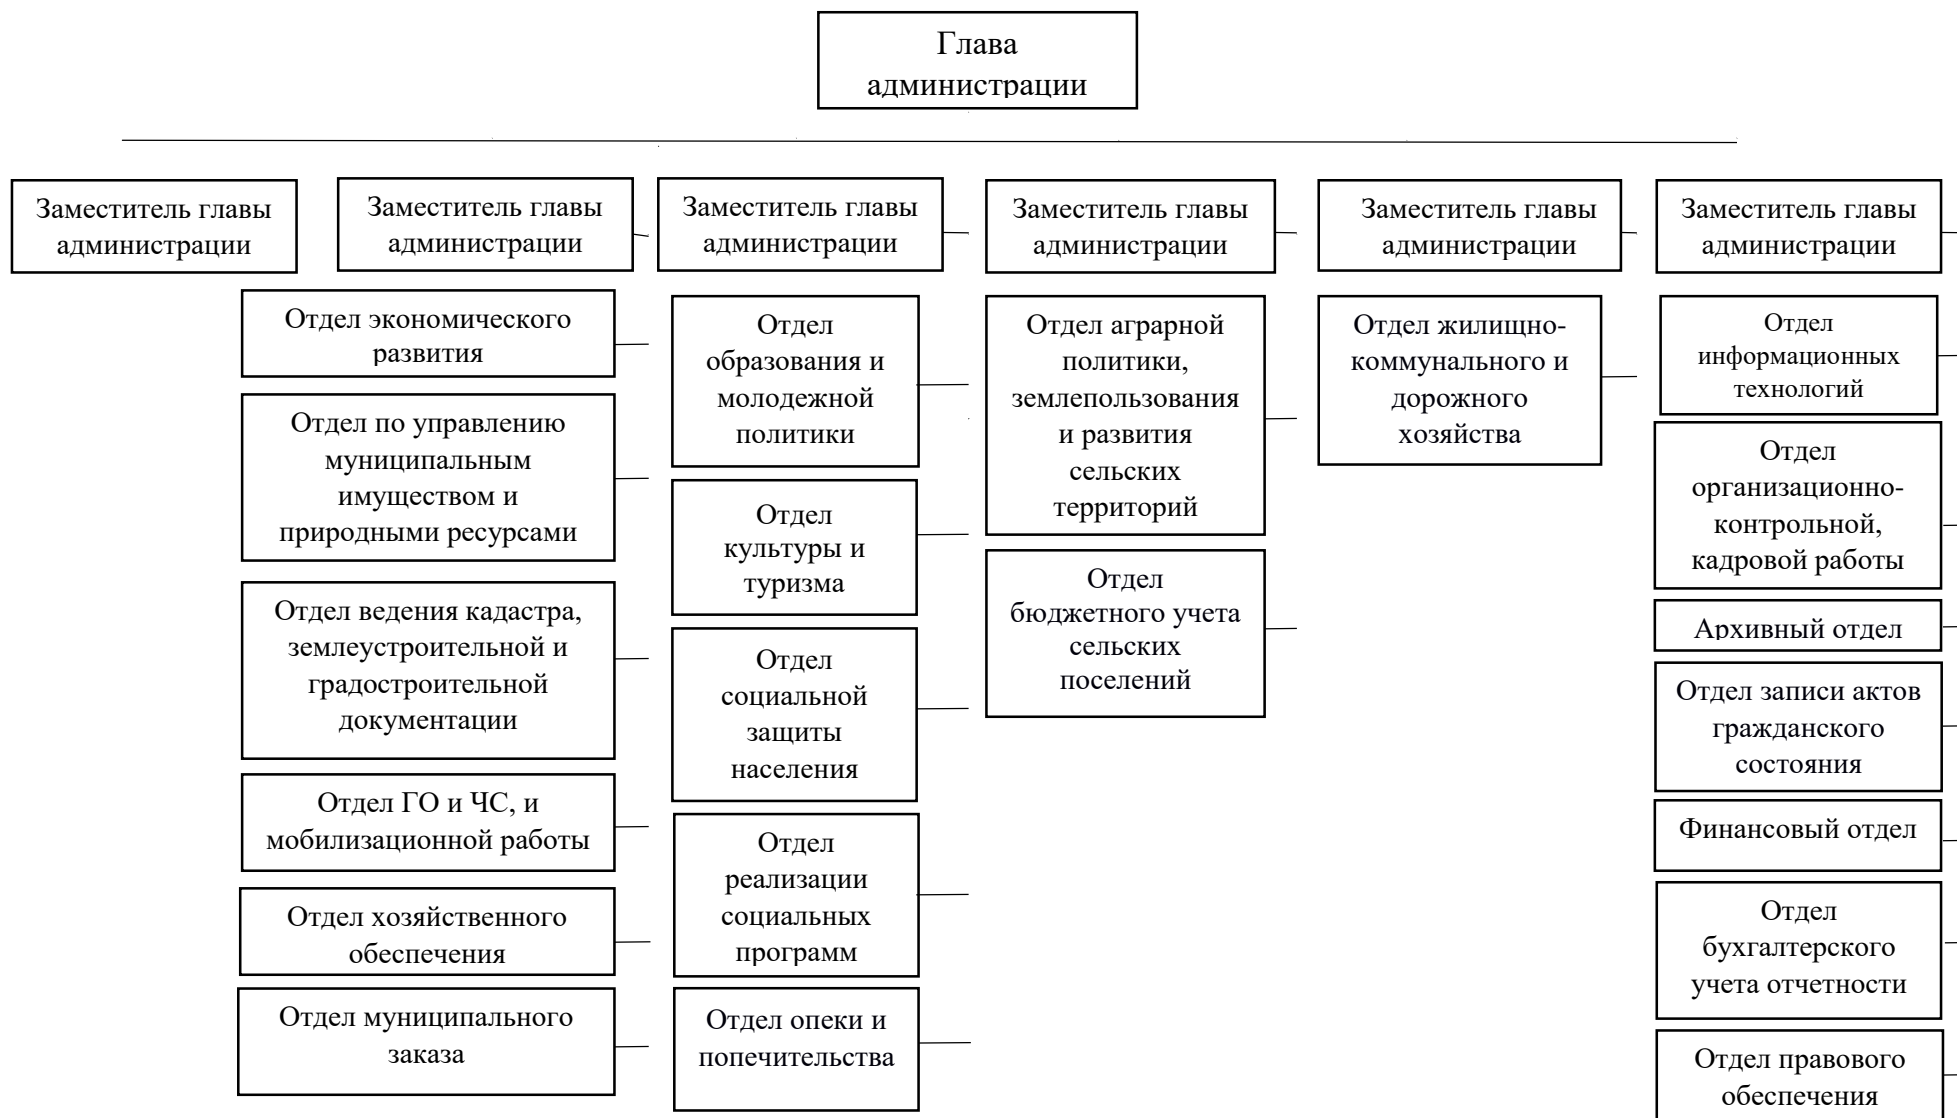 Глава
администрации
Заместитель главы
администрации
Заместитель главы
администрации
Заместитель главы
администрации
Заместитель главы
администрации
Заместитель главы
администрации
Заместитель главы
администрации
Отдел экономического
развития
Отдел по управлению
муниципальным
имуществом и
природными ресурсами
Отдел ведения кадастра,
землеустроительной и
градостроительной
документации
Отдел ГО и ЧС, и
мобилизационной работы
Отдел хозяйственного
обеспечения
Отдел муниципального
заказа
Отдел
образования и
молодежной
политики
Отдел
культуры и
туризма
Отдел
социальной
защиты
населения
Отдел
реализации
социальных
программ
Отдел опеки и
попечительства
Отдел аграрной
политики,
землепользования
и развития
сельских
территорий
Отдел
бюджетного учета
сельских
поселений
Отдел жилищно-
коммунального и
дорожного
хозяйства
Отдел
информационных
технологий
Отдел
организационно-
контрольной,
кадровой работы
Архивный отдел
Отдел записи актов
гражданского
состояния
Финансовый отдел
Отдел
бухгалтерского
учета отчетности
Отдел правового
обеспечения